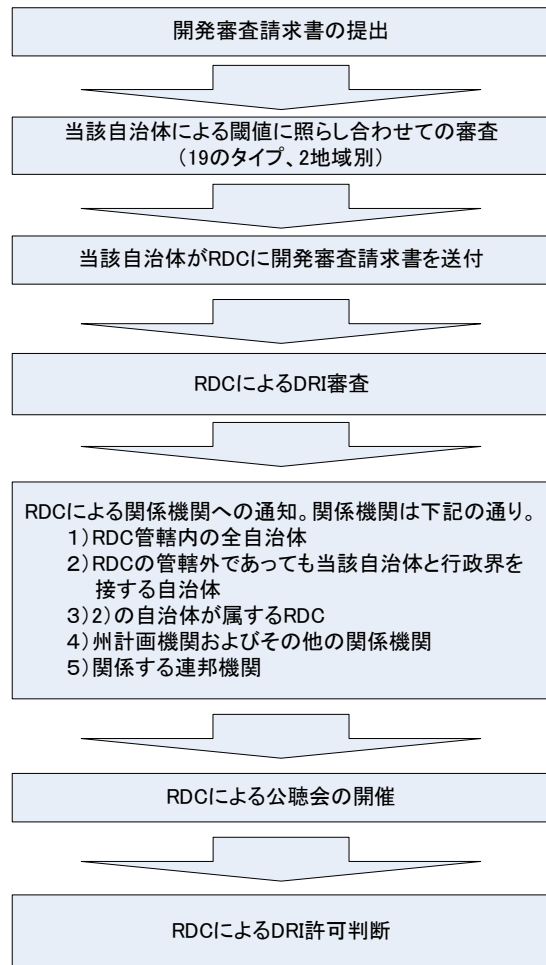 開発審査請求書の提出
当該自治体による閾値に照らし合わせての審査
（19のタイプ、2地域別）
当該自治体がRDCに開発審査請求書を送付
RDCによるDRI審査
RDCによる関係機関への通知。関係機関は下記の通り。
１）RDC管轄内の全自治体
２）RDCの管轄外であっても当該自治体と行政界を
接する自治体
３）２）の自治体が属するRDC
４）州計画機関およびその他の関係機関
５）関係する連邦機関
RDCによる公聴会の開催
RDCによるDRI許可判断